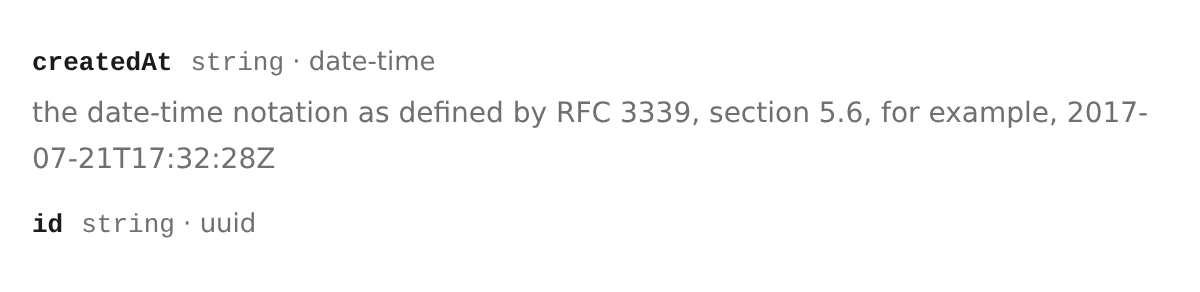 createdAt string · date-time
the date-time notation as defined by RFC 3339, section 5.6, for example, 2017-
07-21T17:32:28Z
id string · uuid